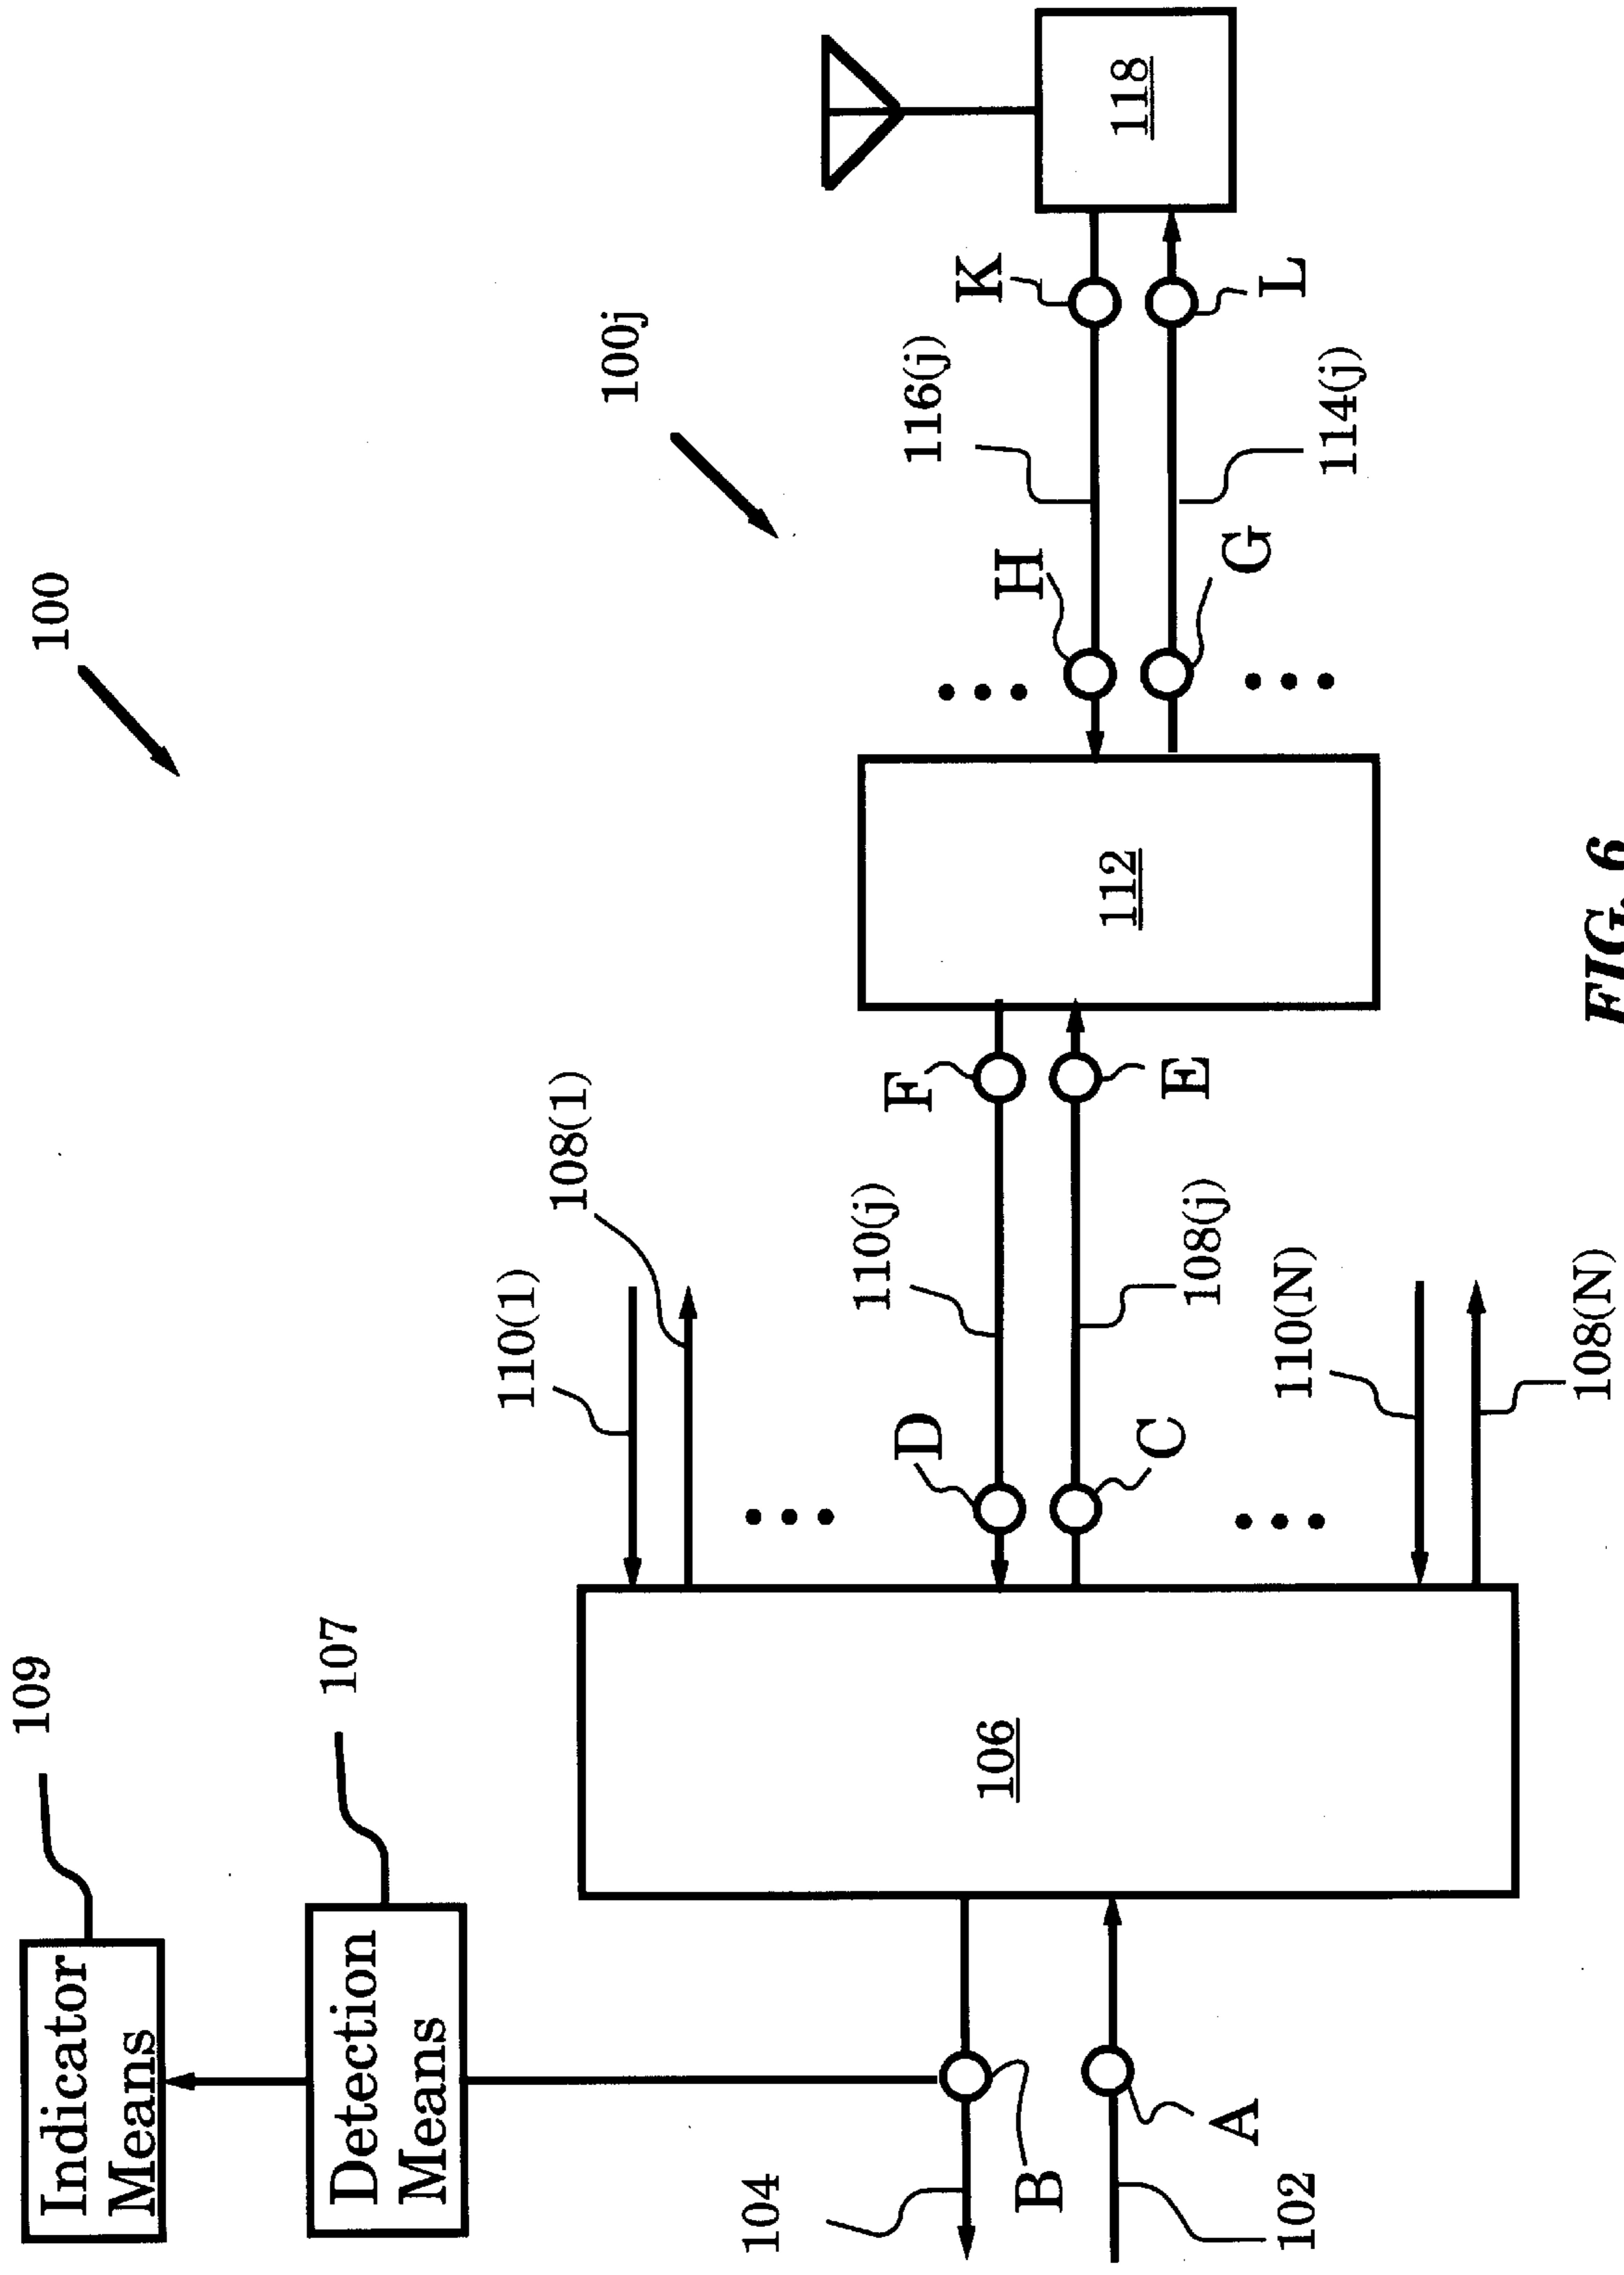 100
100j
109
Indicator
Means
107
Detection
Means
110(1)
108(1)
104
B
A
102
106
D
110(j)
F
C
108(j)
E
110(N)
108(N)
112
H
116(j)
K
G
114(j)
L
118
FIG. 6